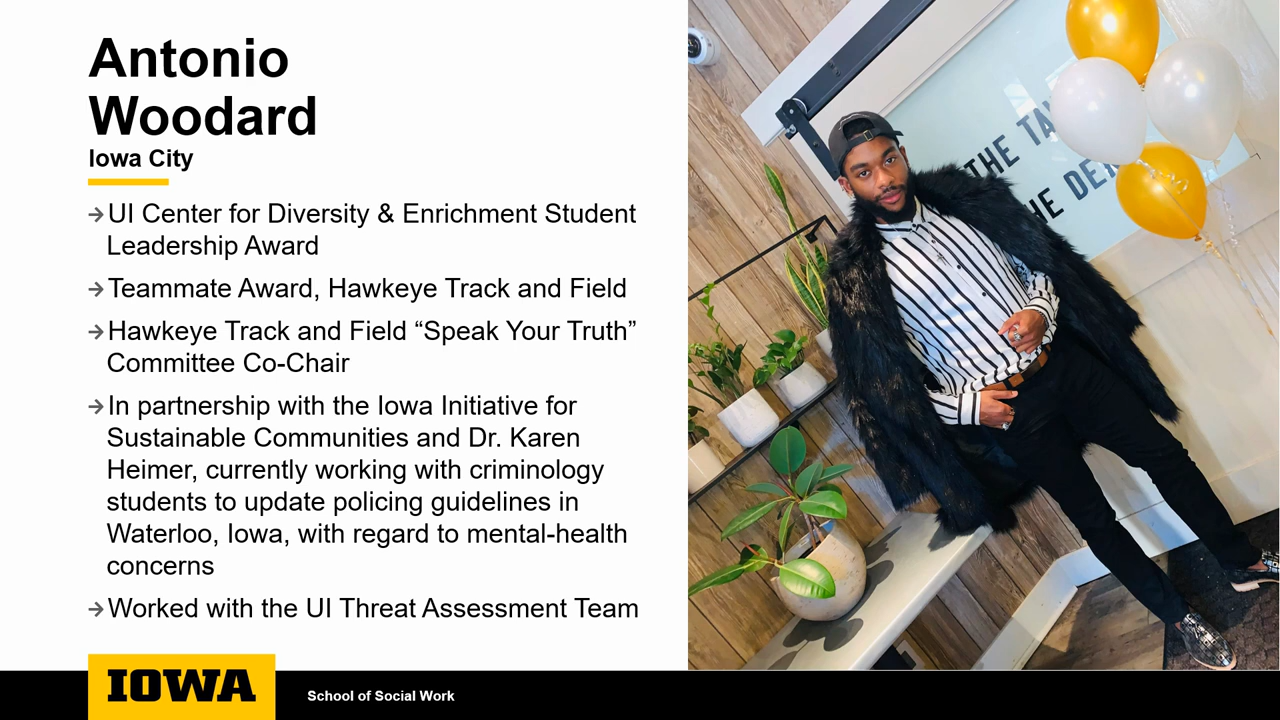 Antonio
Woodard
Iowa City
→UI Center for Diversity & Enrichment Student
Leadership Award
→Teammate Award, Hawkeye Track and Field
→Hawkeye Track and Field “Speak Your Truth”
Committee Co-Chair
→In partnership with the Iowa Initiative for
Sustainable Communities and Dr. Karen
Heimer, currently working with criminology
students to update policing guidelines in
Waterloo, Iowa, with regard to mental-health
concerns
→Worked with the UI Threat Assessment Team
THE
IOWA
School of Social Work